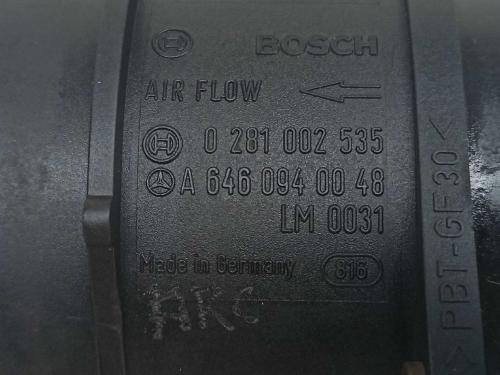 BOSCH
AIR FLOW
0 281 002 535
A 646 094 00 48
LM 0031
Made in Germany 816
>PBT-GF30<